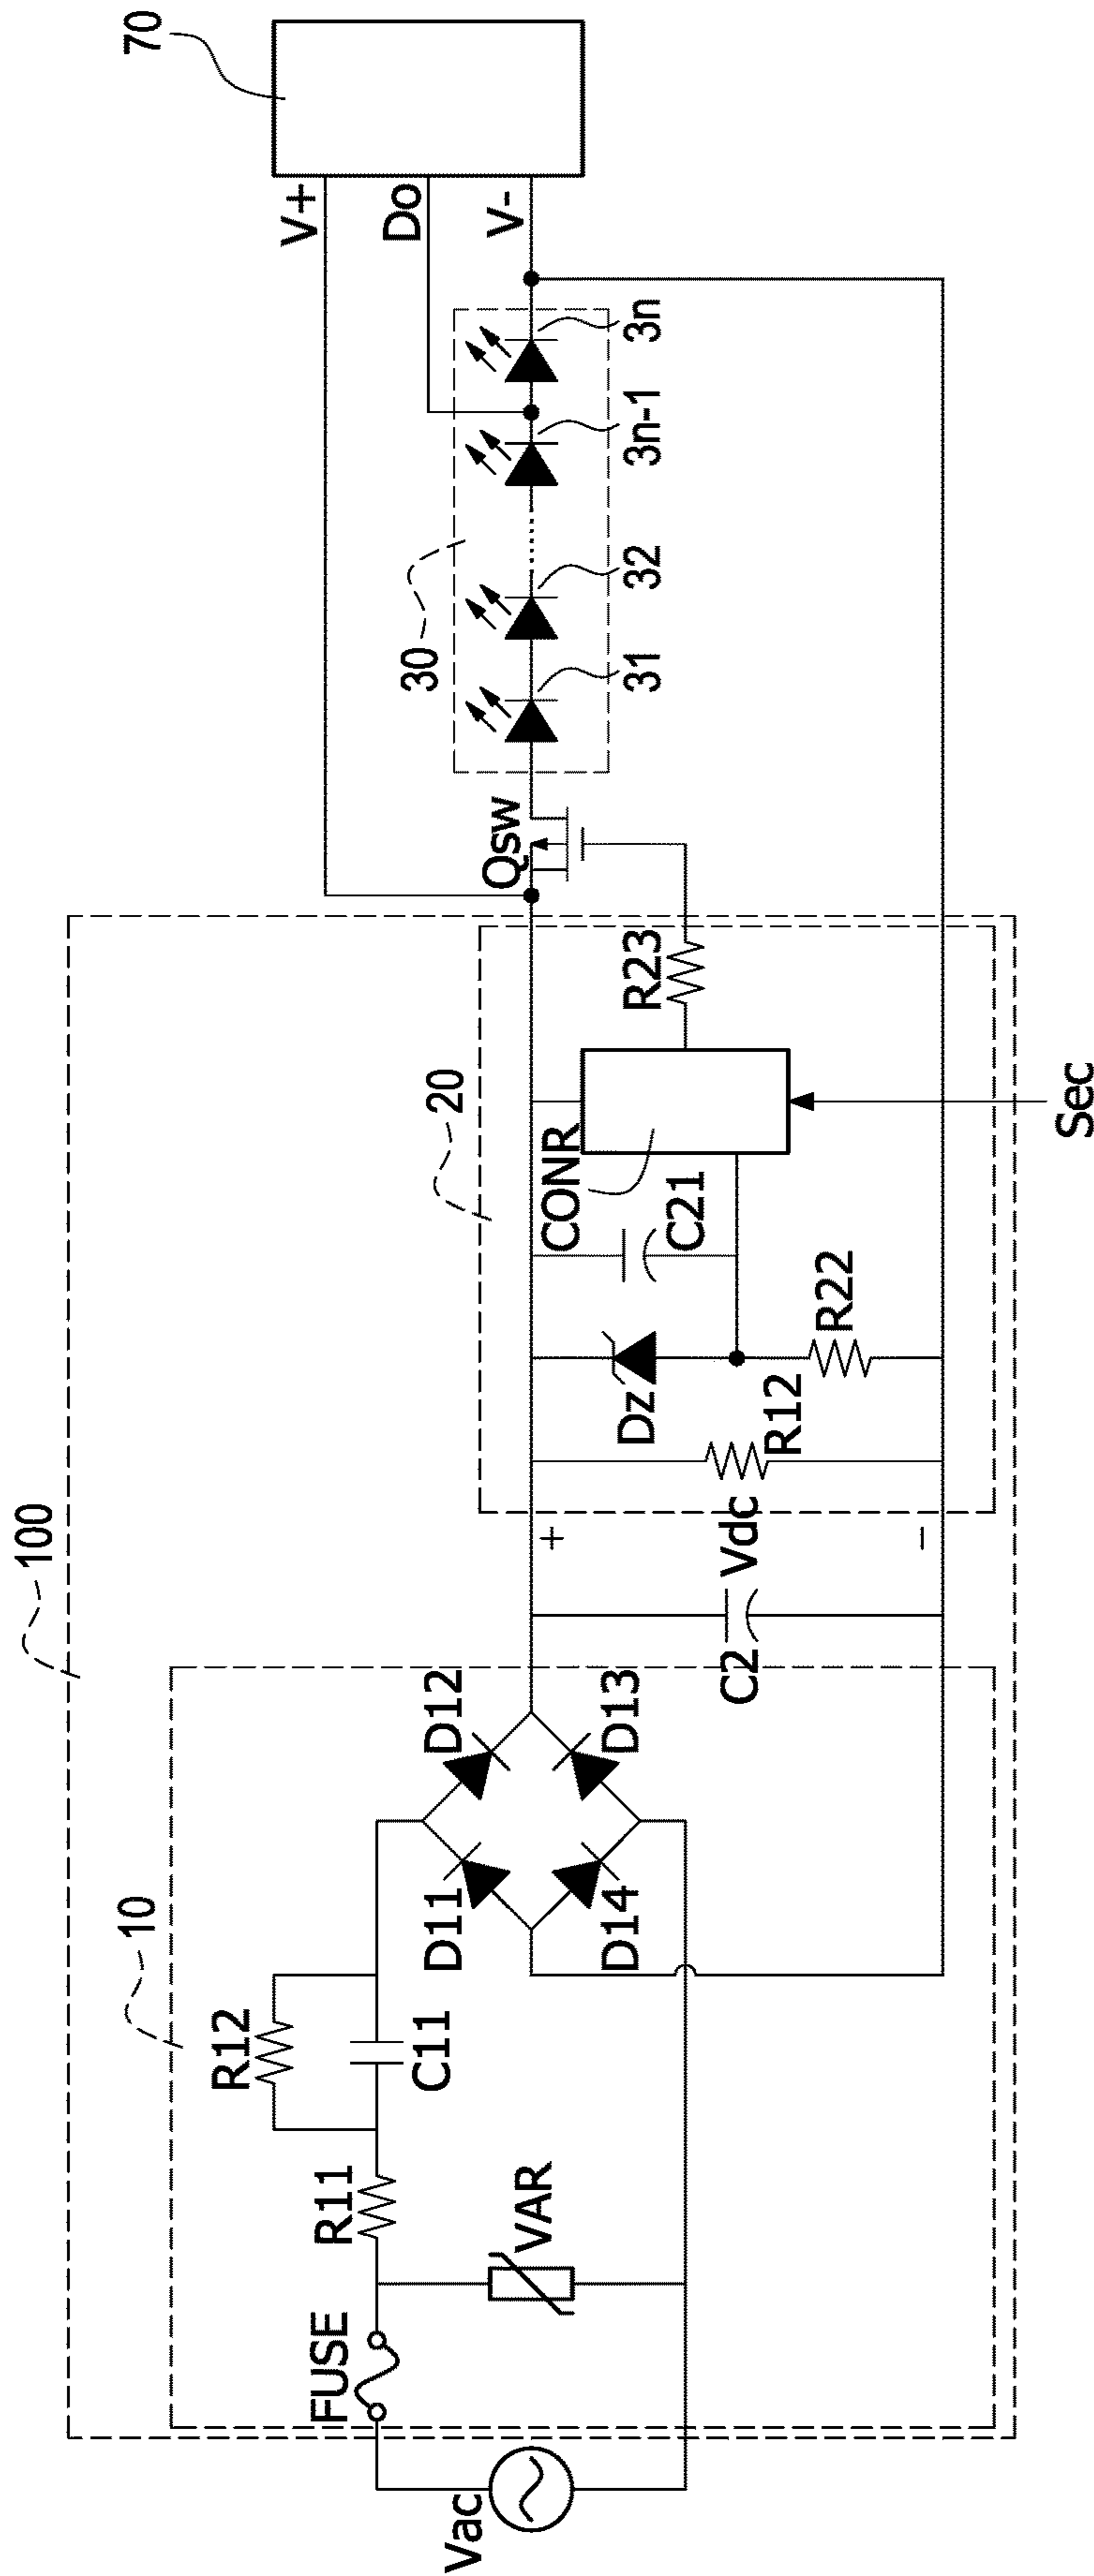 100
10
20
30
70
Vac
FUSE
VAR
R11
R12
C11
D11
D12
D13
D14
C2
+
Vdc
-
R12
Dz
R22
C21
CONR
Sec
R23
Qsw
31
32
3n-1
3n
V+
Do
V-